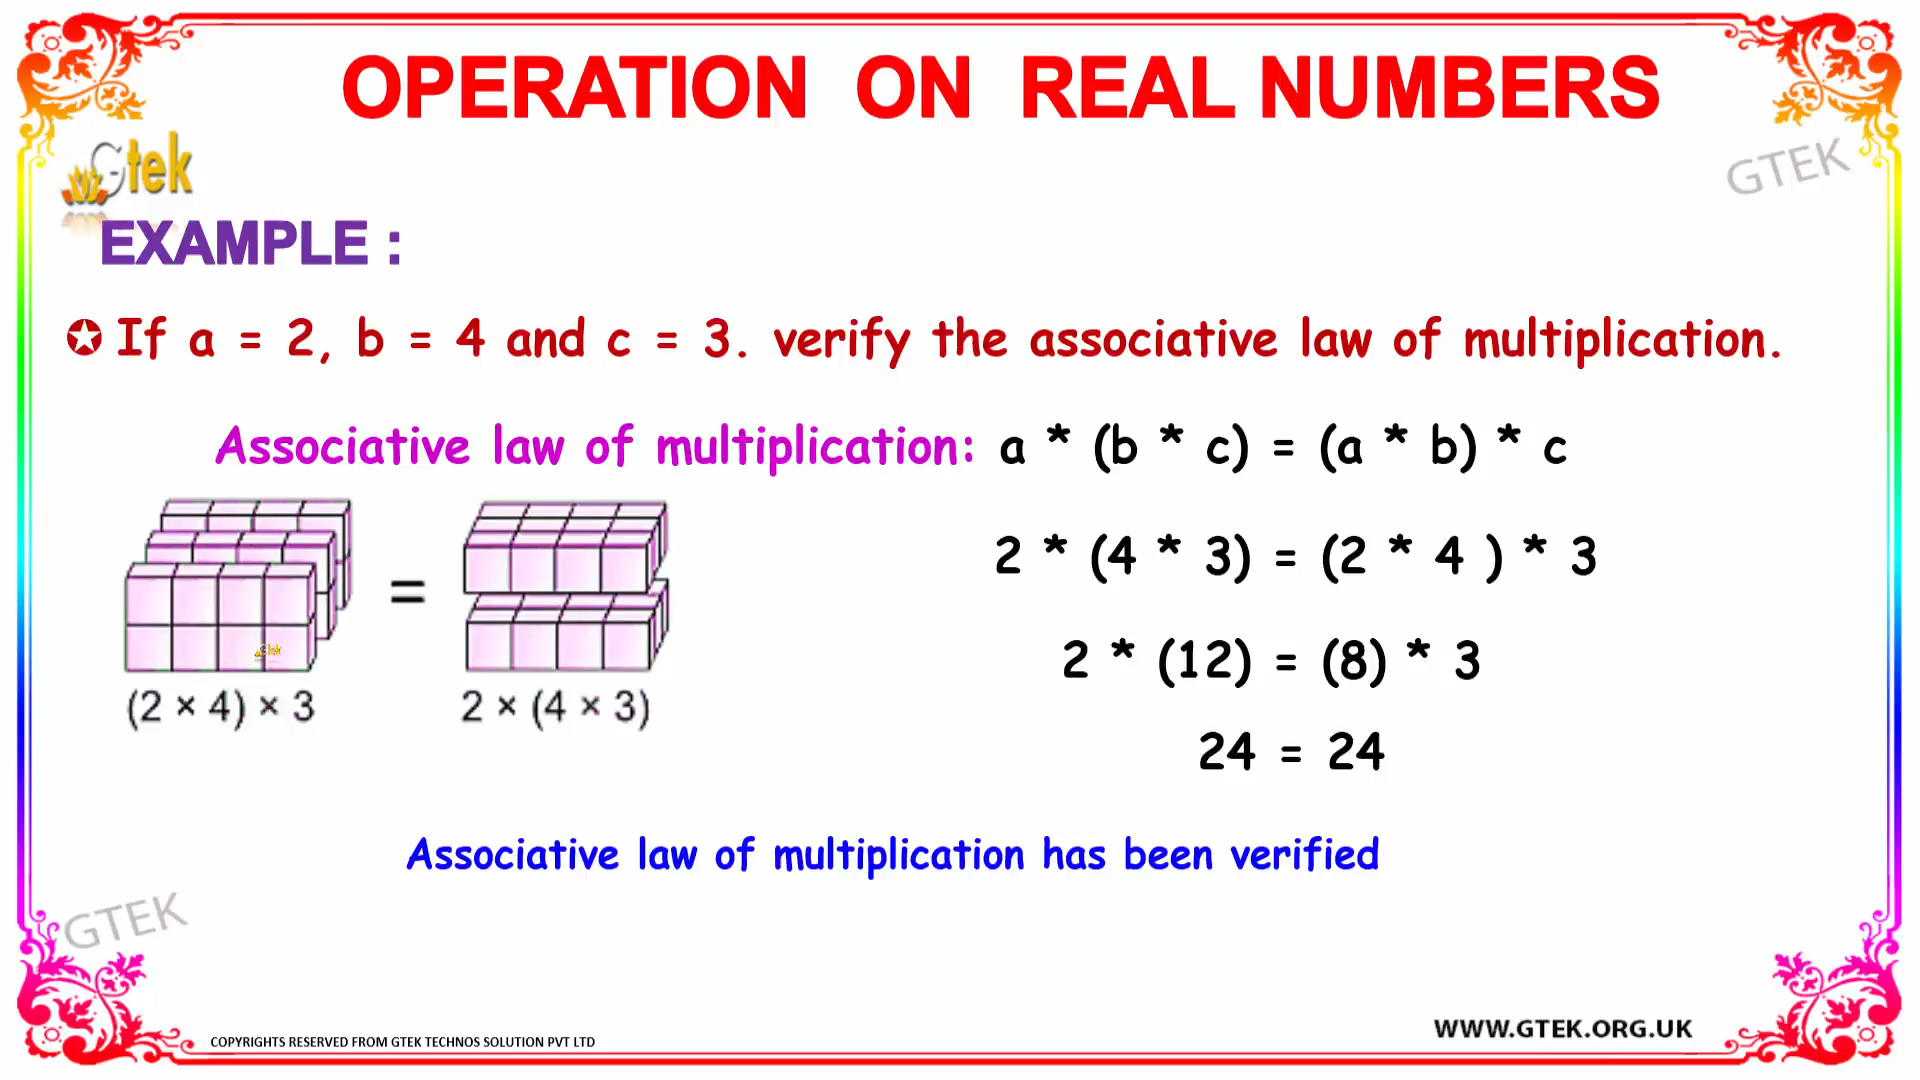 OPERATION ON REAL NUMBERS
Gtek
GTEK
EXAMPLE :
If a = 2, b = 4 and c = 3. verify the associative law of multiplication.
Associative law of multiplication: a * (b * c) = (a * b) * c
2 * (4 * 3) = (2 * 4 ) * 3
=
Gtek
2 * (12) = (8) * 3
(2 × 4) × 3 2 × (4 × 3)
24 = 24
Associative law of multiplication has been verified
GTEK
WWW.GTEK.ORG.UK
COPYRIGHTS RESERVED FROM GTEK TECHNOS SOLUTION PVT LTD